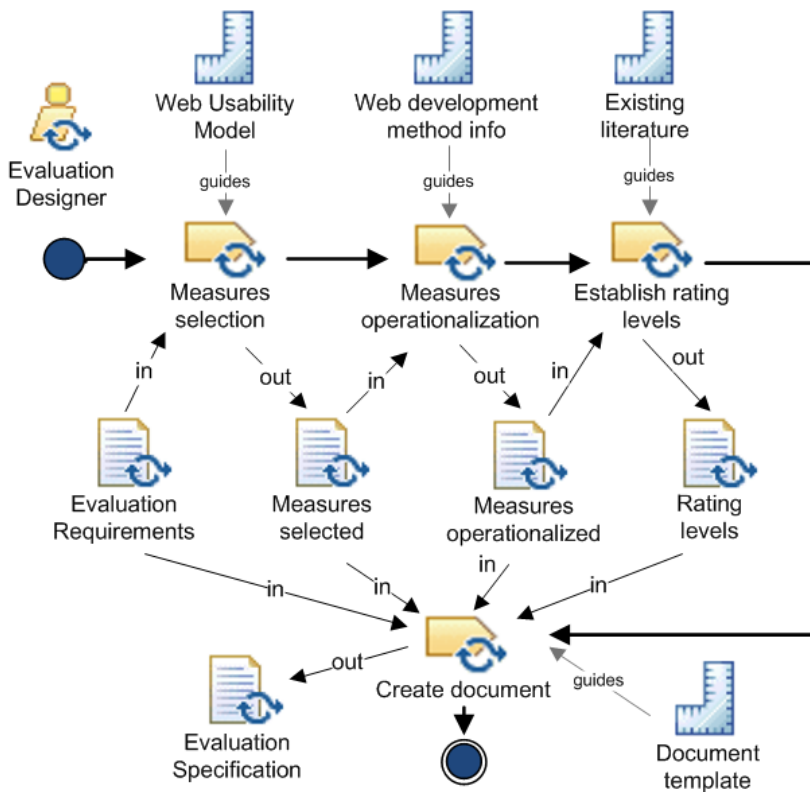 Web Usability
Model
Web development
method info
Existing
literature
Evaluation
Designer
guides
guides
guides
Measures
selection
Measures
operationalization
Establish rating
levels
in
out
in
out
in
out
Evaluation
Requirements
Measures
selected
Measures
operationalized
Rating
levels
in
in
in
in
out
Create document
guides
Evaluation
Specification
Document
template